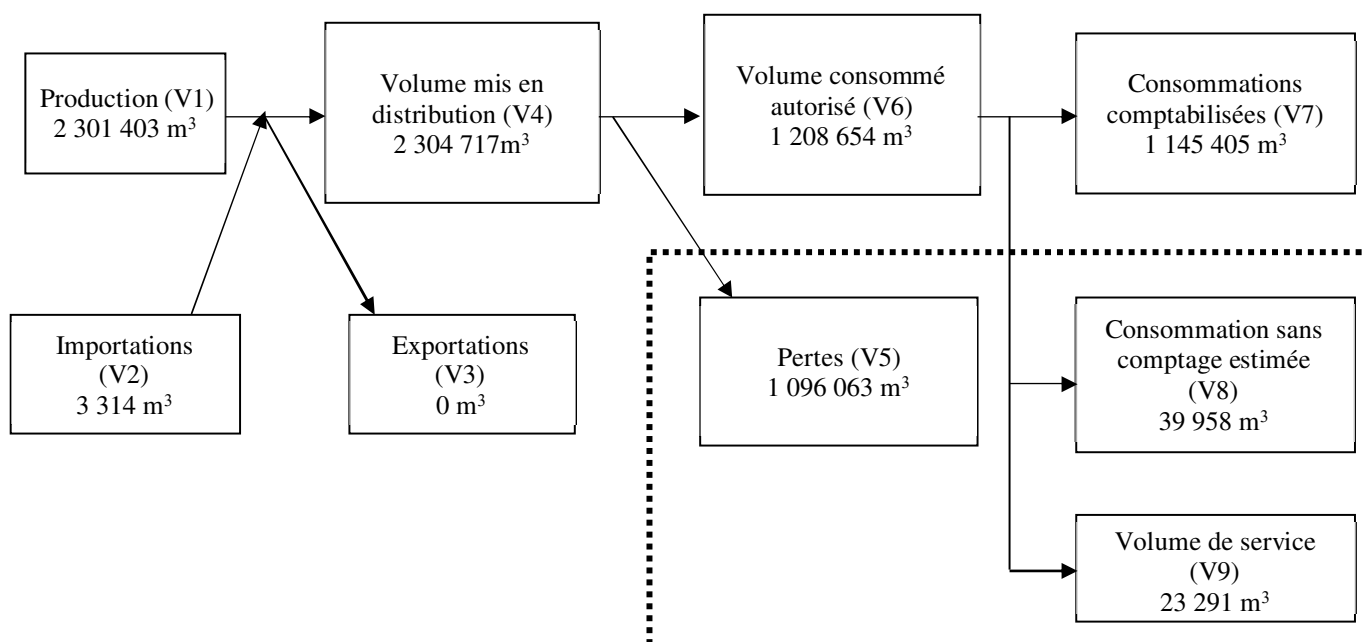 Production (V1)
2 301 403 m³
Volume mis en
distribution (V4)
2 304 717m³
Volume consommé
autorisé (V6)
1 208 654 m³
Consommations
comptabilisées (V7)
1 145 405 m³
Importations
(V2)
3 314 m³
Exportations
(V3)
0 m³
Pertes (V5)
1 096 063 m³
Consommation sans
comptage estimée
(V8)
39 958 m³
Volume de service
(V9)
23 291 m³